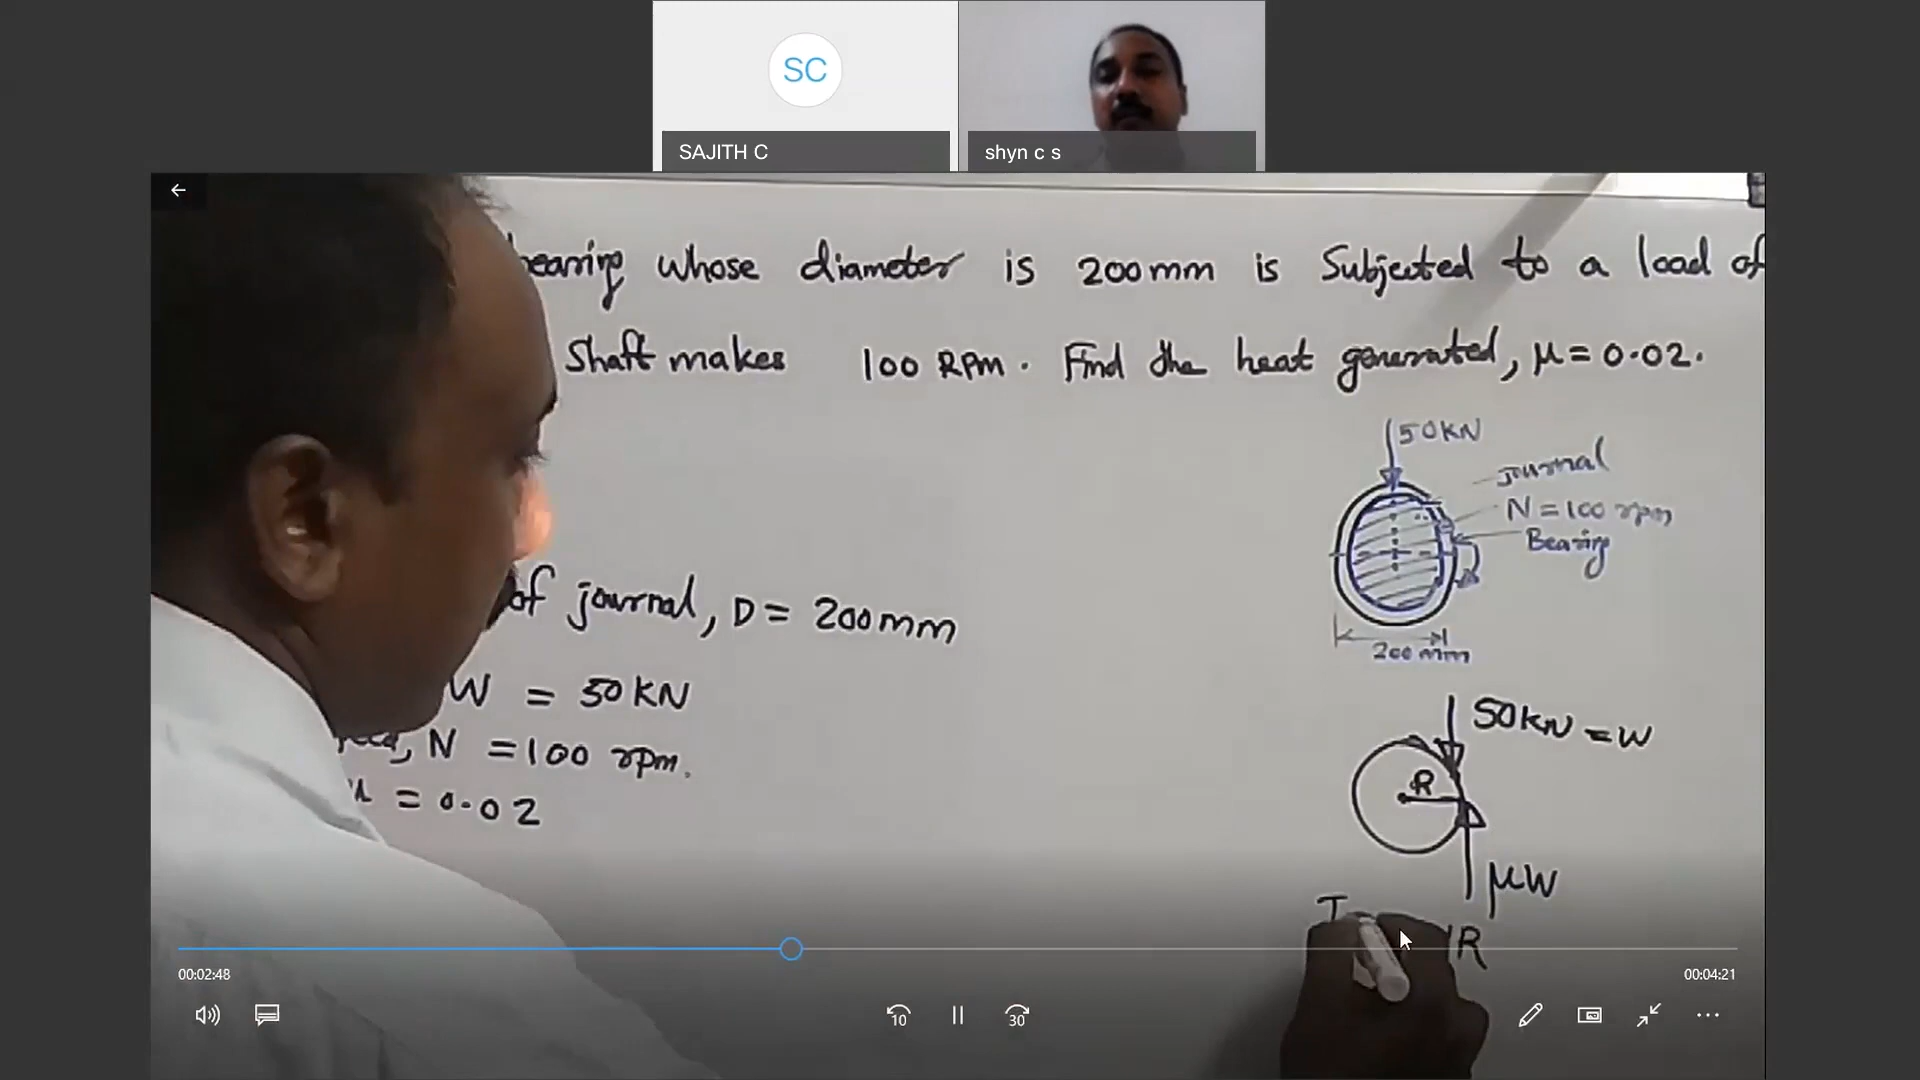 SC
SAJITH C
shyn c s
bearing whose diameter is 200mm is Subjected to a load of
Shaft makes 100 RPm. Find the heat generated, μ=0.02.
50KN
journal
N=100 rpm
Bearing
200 mm
of journal, D= 200mm
W = 50KN
N =100 rpm.
μ =0.02
50KN =W
R
μW
T
R
00:02:48
00:04:21
10
30